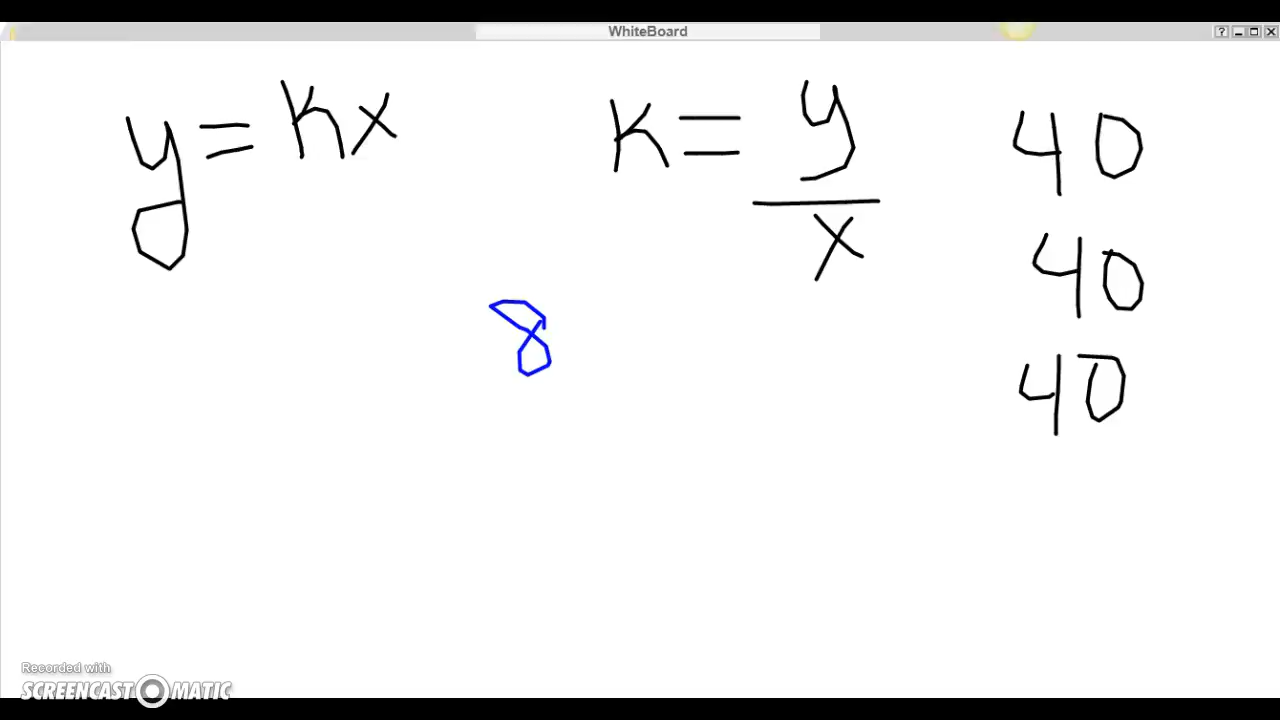 WhiteBoard
y = kx
k = y/x
40
40
40
8
Recorded with
SCREENCAST-O-MATIC